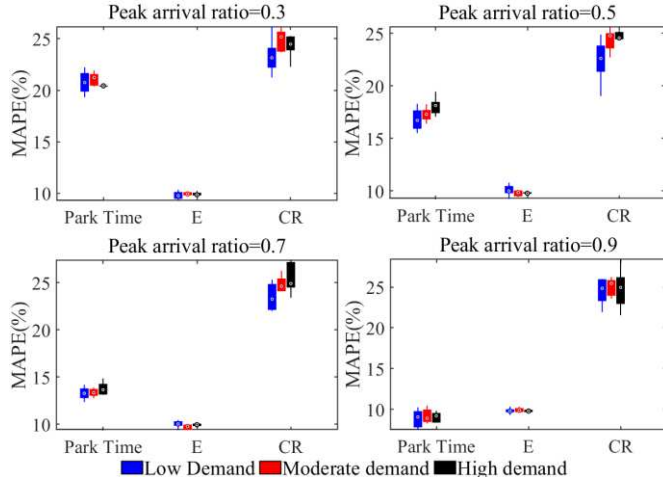 Peak arrival ratio=0.3
MAPE(%)
25
20
15
10
Park Time E CR
Peak arrival ratio=0.5
MAPE(%)
25
20
15
10
Park Time E CR
Peak arrival ratio=0.7
MAPE(%)
25
20
15
10
Park Time E CR
Peak arrival ratio=0.9
MAPE(%)
25
20
15
10
Park Time E CR
Low Demand Moderate demand High demand